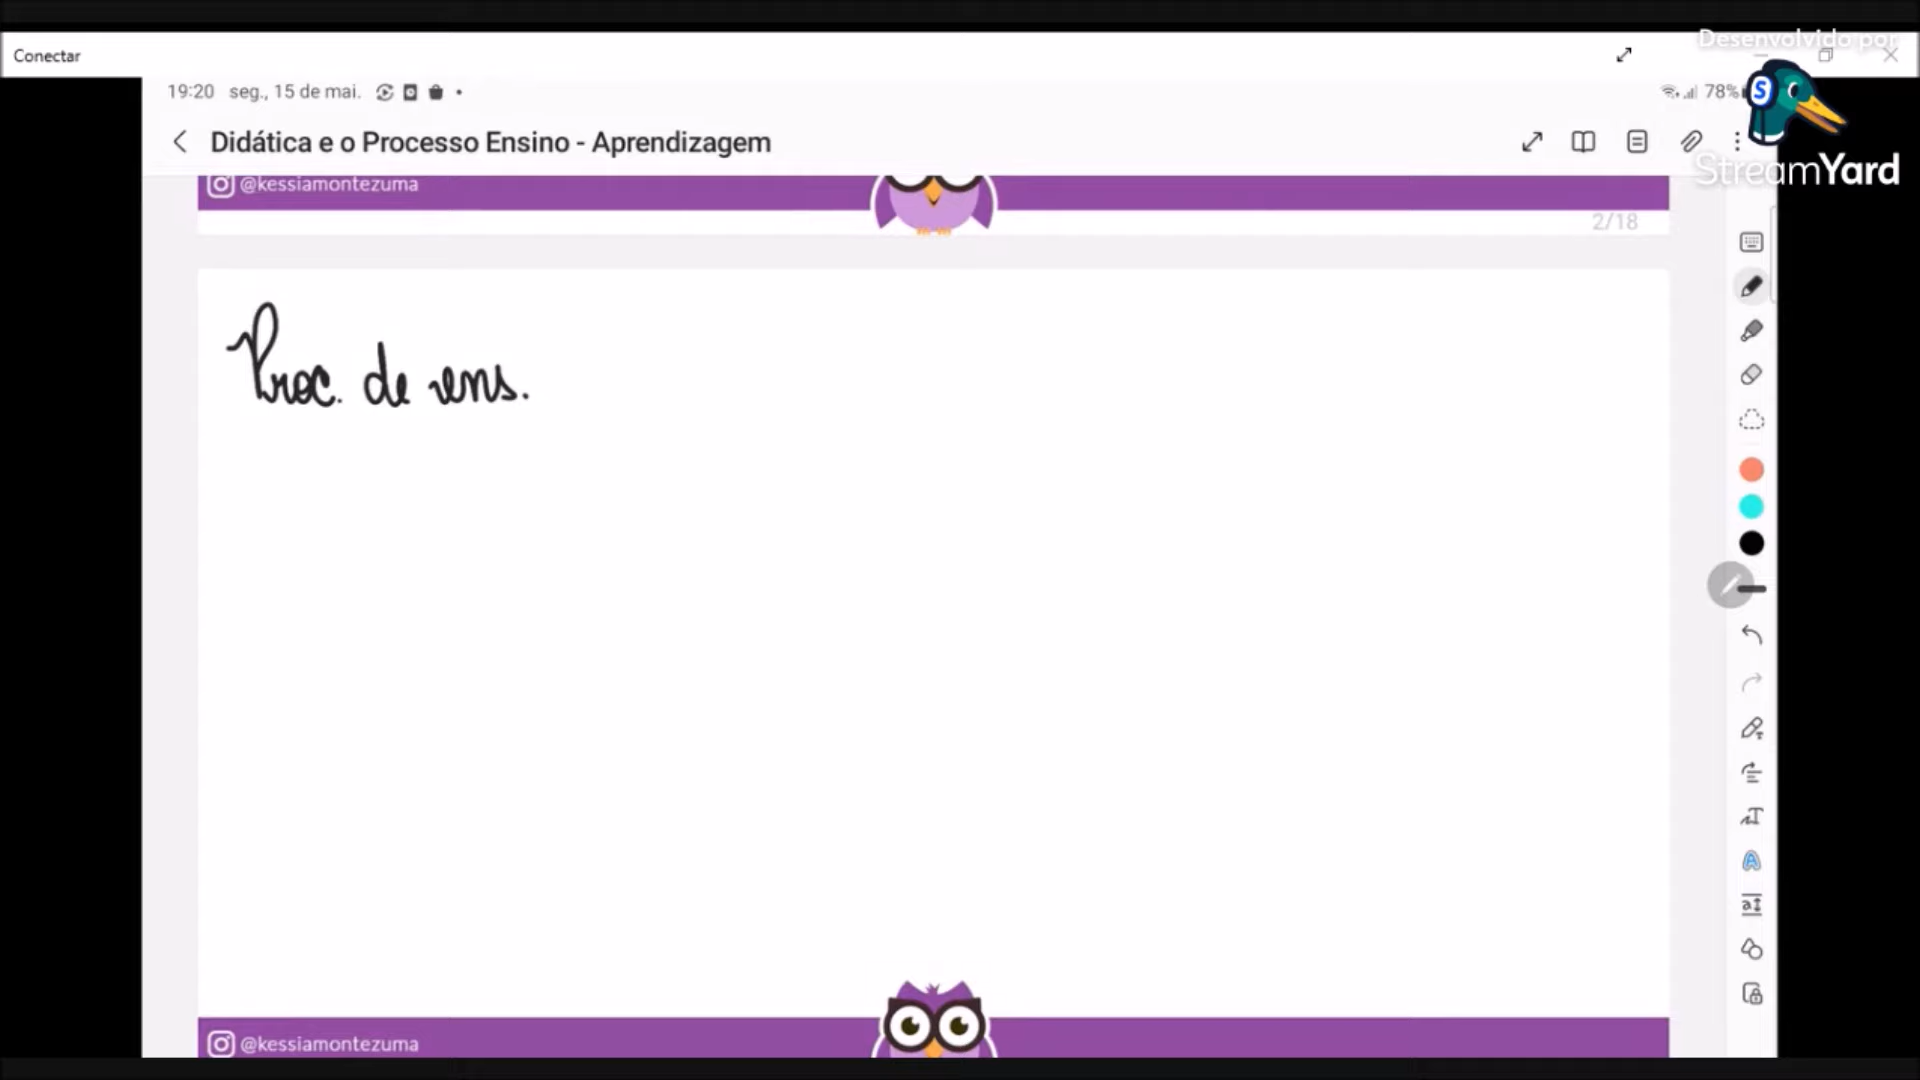 Conectar
Desenvolvido por
19:20 seg., 15 de mai.
78%
StreamYard
Didática e o Processo Ensino - Aprendizagem
@kessiamontezuma
2/18
Proc. de ens.
@kessiamontezuma